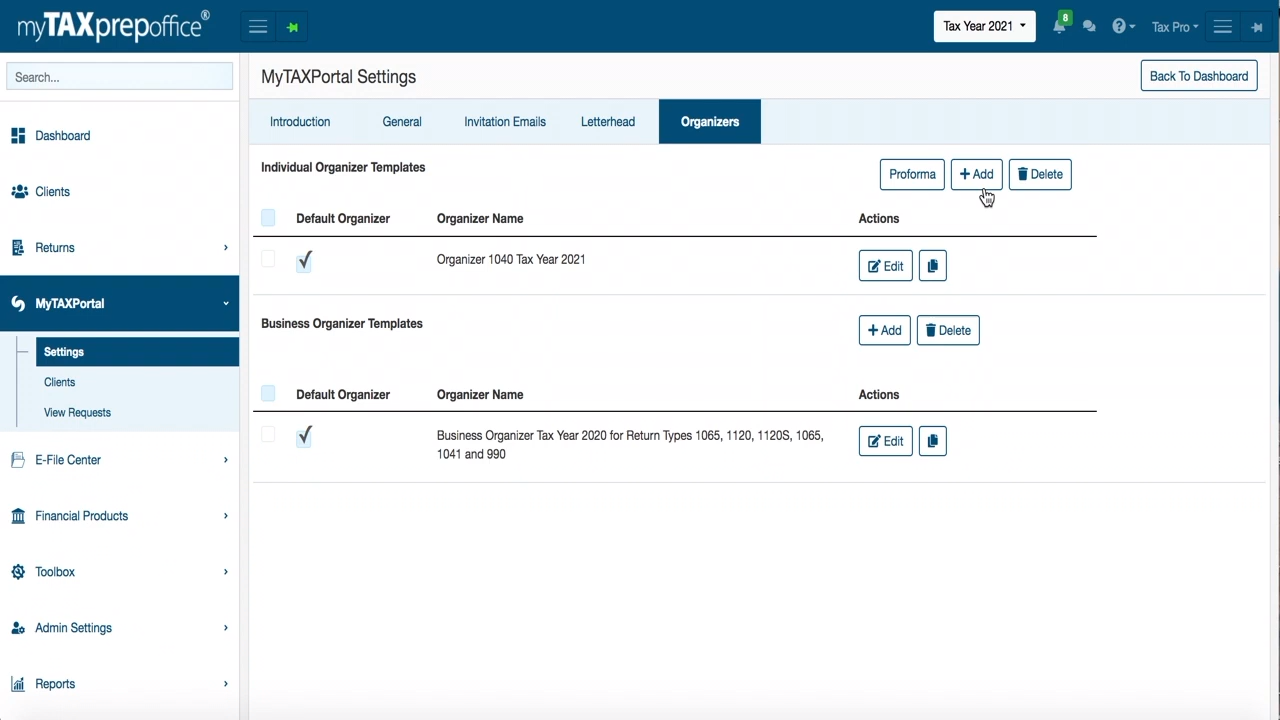 myTAXprepoffice®
Tax Year 2021
8
Tax Pro
Search...
MyTAXPortal Settings
Back To Dashboard
Introduction
General
Invitation Emails
Letterhead
Organizers
Dashboard
Clients
Returns
MyTAXPortal
Settings
Clients
View Requests
E-File Center
Financial Products
Toolbox
Admin Settings
Reports
Individual Organizer Templates
Proforma
+ Add
Delete
Default Organizer
Organizer Name
Actions
Organizer 1040 Tax Year 2021
Edit
Business Organizer Templates
+ Add
Delete
Default Organizer
Organizer Name
Actions
Business Organizer Tax Year 2020 for Return Types 1065, 1120, 1120S, 1065,
1041 and 990
Edit